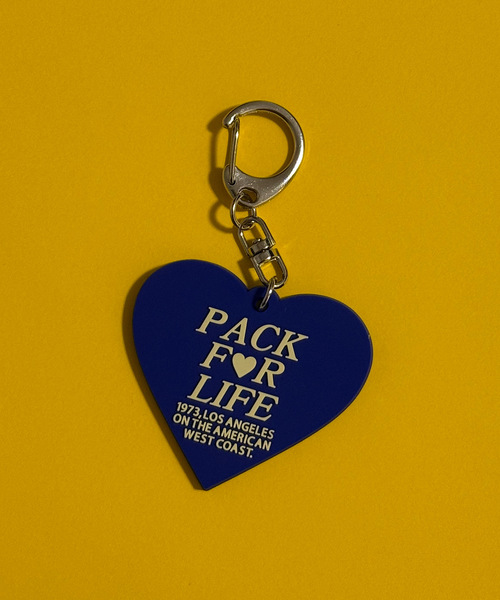 PACK
F♥R
LIFE
1973,LOS ANGELES
ON THE AMERICAN
WEST COAST.